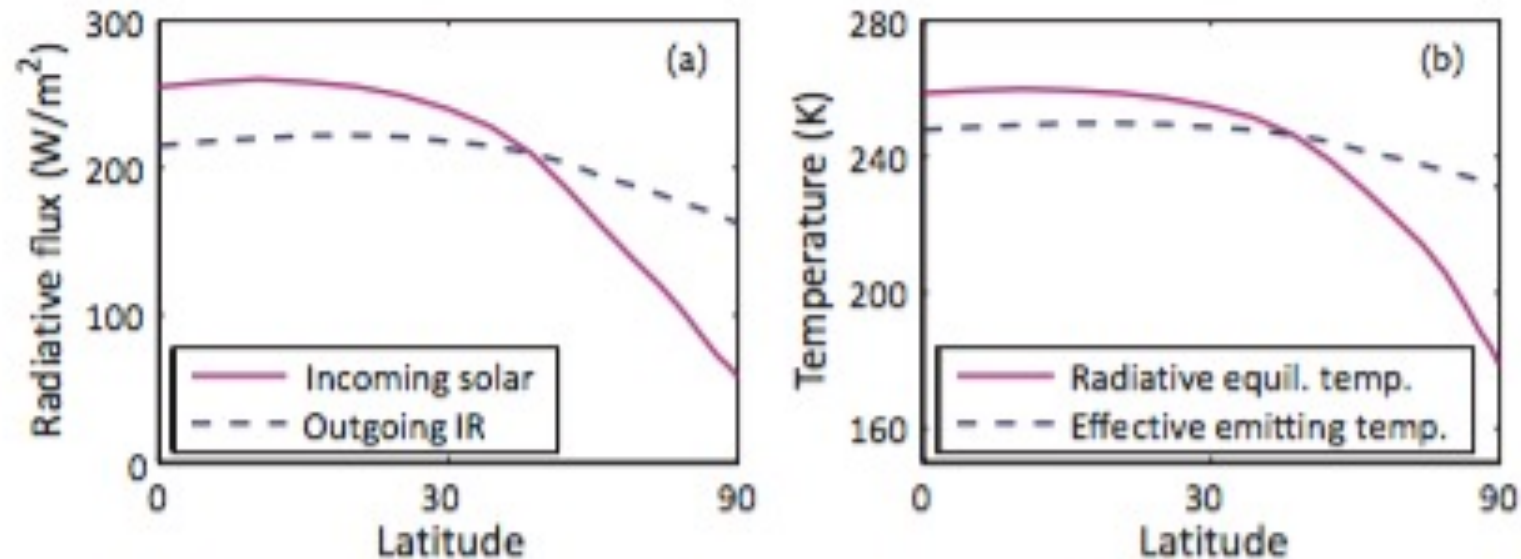 300
200
100
0
0
30
90
Radiative flux (W/m²)
Latitude
(a)
Incoming solar
Outgoing IR
280
240
200
160
0
30
90
Temperature (K)
Latitude
(b)
Radiative equil. temp.
Effective emitting temp.